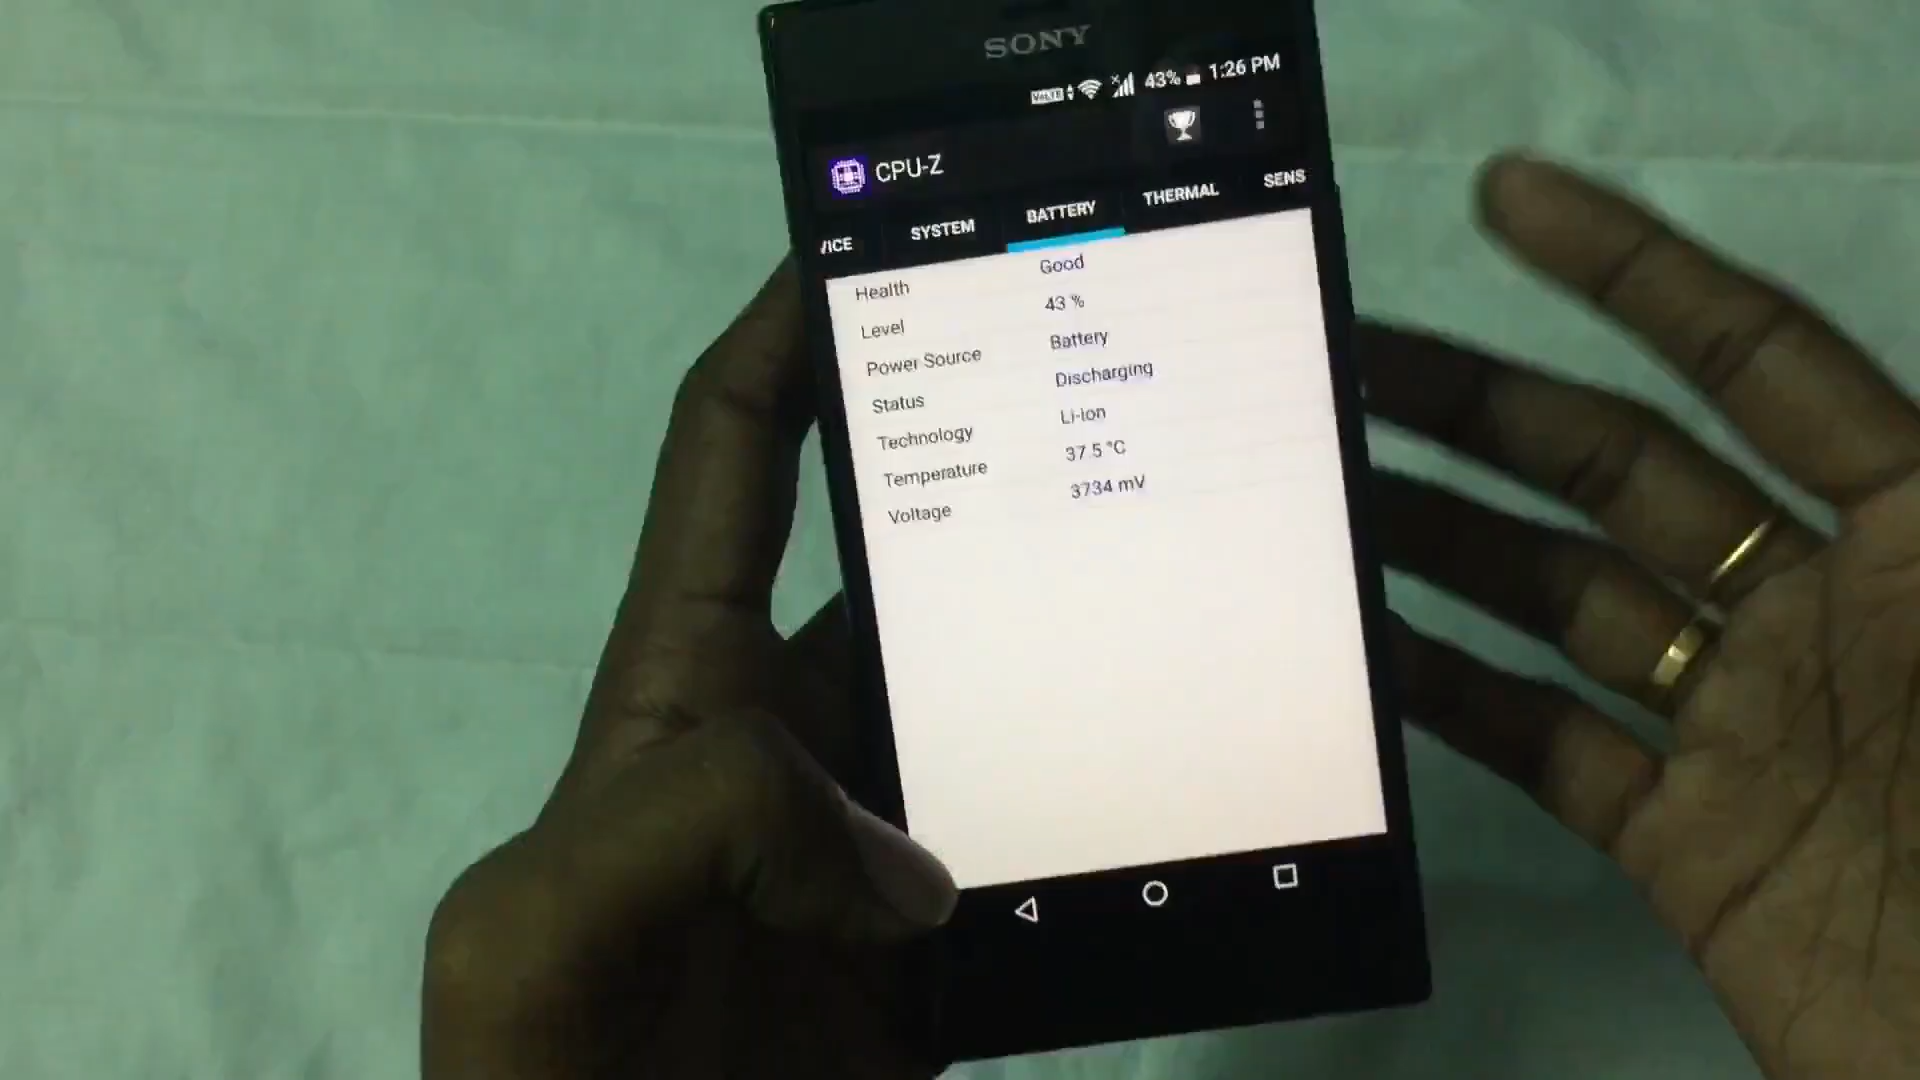 SONY
VoLTE 43% 1:26 PM
CPU-Z
VICE SYSTEM BATTERY THERMAL SENS
Health Good
Level 43 %
Power Source Battery
Status Discharging
Technology Li-ion
Temperature 37.5 °C
Voltage 3734 mV